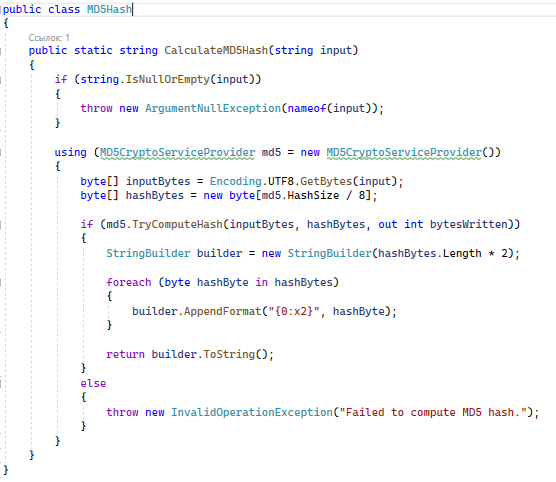 public class MD5Hash
{
Ссылок: 1
public static string CalculateMD5Hash(string input)
{
if (string.IsNullOrEmpty(input))
{
throw new ArgumentNullException(nameof(input));
}
using (MD5CryptoServiceProvider md5 = new MD5CryptoServiceProvider())
{
byte[] inputBytes = Encoding.UTF8.GetBytes(input);
byte[] hashBytes = new byte[md5.HashSize / 8];
if (md5.TryComputeHash(inputBytes, hashBytes, out int bytesWritten))
{
StringBuilder builder = new StringBuilder(hashBytes.Length * 2);
foreach (byte hashByte in hashBytes)
{
builder.AppendFormat("{0:x2}", hashByte);
}
return builder.ToString();
}
else
{
throw new InvalidOperationException("Failed to compute MD5 hash.");
}
}
}
}